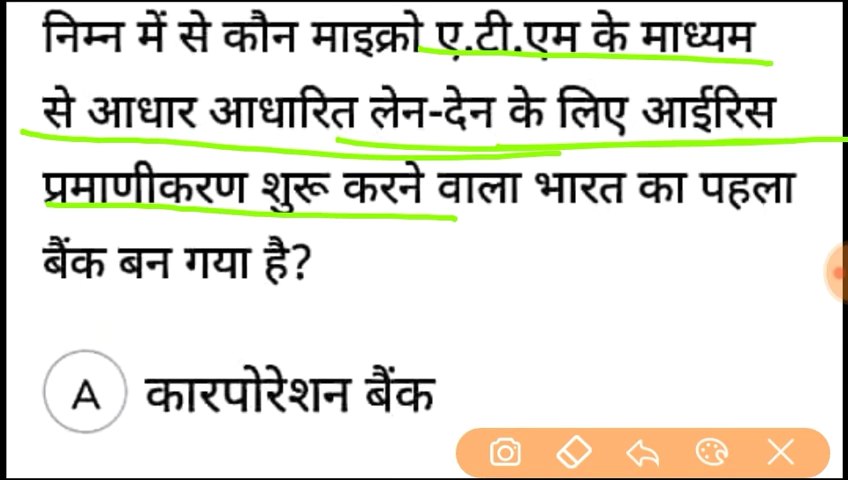 निम्न में से कौन माइक्रो ए.टी.एम के माध्यम
से आधार आधारित लेन-देन के लिए आईरिस
प्रमाणीकरण शुरू करने वाला भारत का पहला
बैंक बन गया है?
A कारपोरेशन बैंक